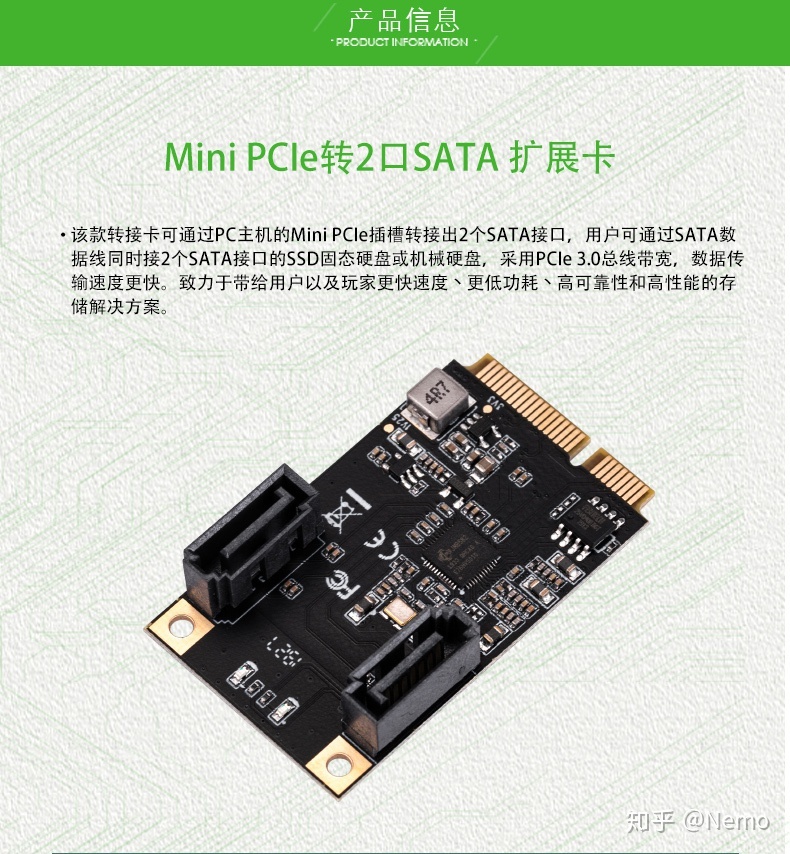 产品信息
· PRODUCT INFORMATION ·
Mini PCIe转2口SATA 扩展卡
• 该款转接卡可通过PC主机的Mini PCIe插槽转接出2个SATA接口，用户可通过SATA数
据线同时接2个SATA接口的SSD固态硬盘或机械硬盘，采用PCIe 3.0总线带宽，数据传
输速度更快。致力于带给用户以及玩家更快速度丶更低功耗丶高可靠性和高性能的存
储解决方案。
4R7
3V3
1V25
CE
FC
知乎 @Nemo